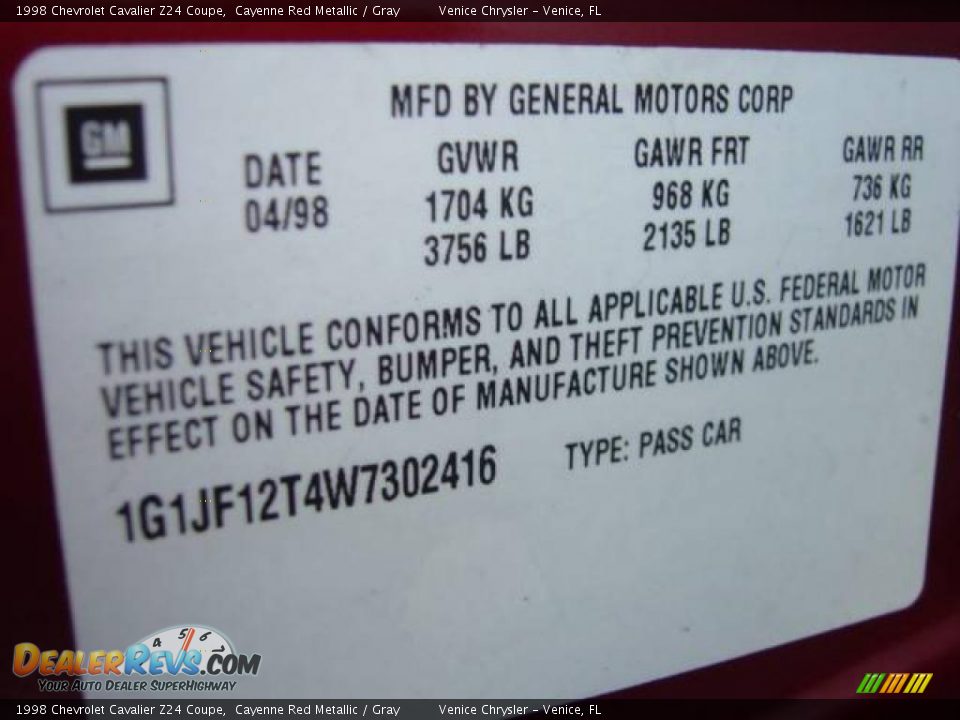 1998 Chevrolet Cavalier Z24 Coupe, Cayenne Red Metallic / Gray Venice Chrysler - Venice, FL
GM
MFD BY GENERAL MOTORS CORP
DATE GVWR GAWR FRT GAWR RR
04/98 1704 KG 968 KG 736 KG
3756 LB 2135 LB 1621 LB
THIS VEHICLE CONFORMS TO ALL APPLICABLE U.S. FEDERAL MOTOR
VEHICLE SAFETY, BUMPER, AND THEFT PREVENTION STANDARDS IN
EFFECT ON THE DATE OF MANUFACTURE SHOWN ABOVE.
1G1JF12T4W7302416 TYPE: PASS CAR
4 5 6 7
DEALERREVS.COM
YOUR AUTO DEALER SUPERHIGHWAY
1998 Chevrolet Cavalier Z24 Coupe, Cayenne Red Metallic / Gray Venice Chrysler - Venice, FL